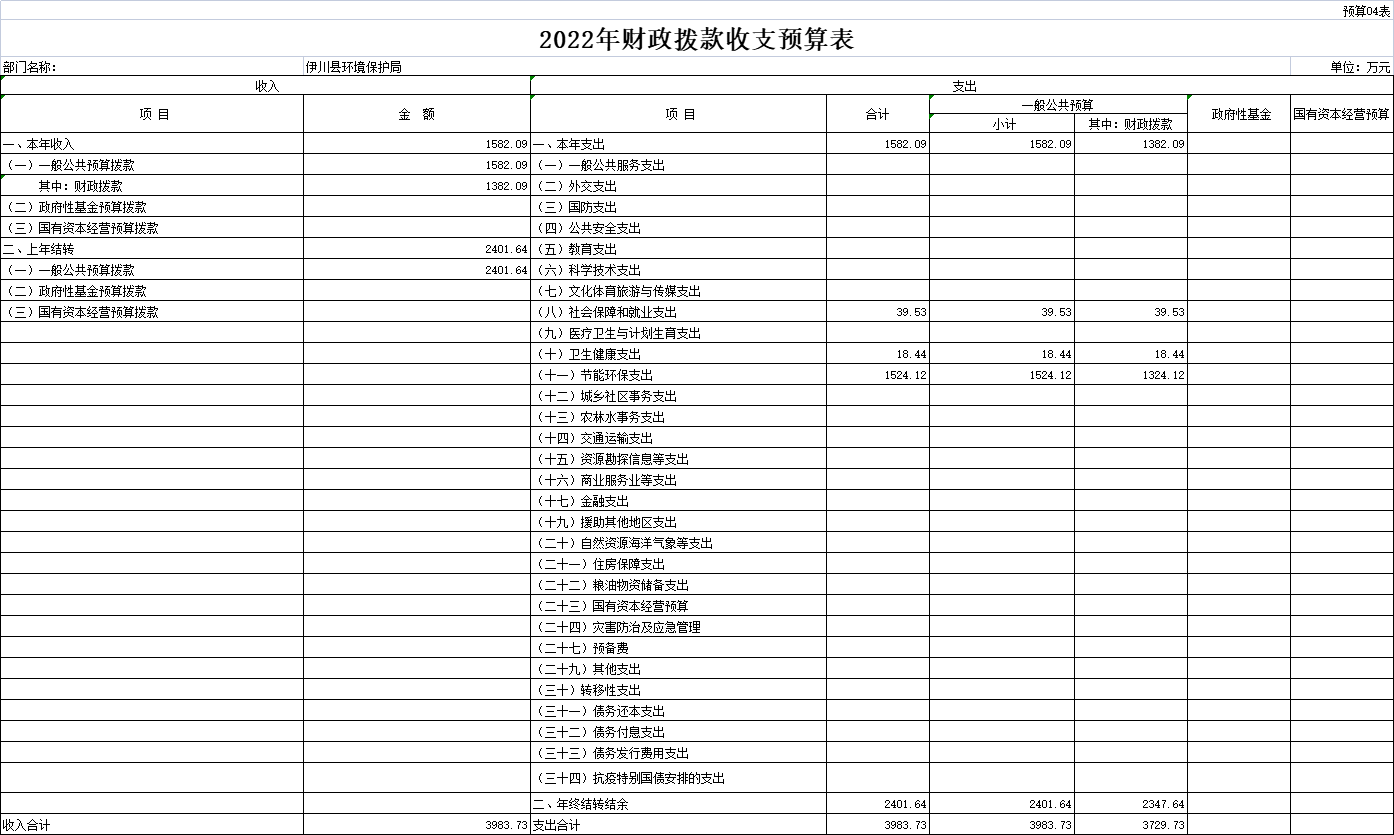 预算04表
2022年财政拨款收支预算表
部门名称: 伊川县环境保护局 单位: 万元
收入 支出
项 目 金 额 项 目 合计 一般公共预算 政府性基金 国有资本经营预算
小计 其中: 财政拨款
一、本年收入 1582.09 一、本年支出 1582.09 1582.09 1382.09
（一）一般公共预算拨款 1582.09 （一）一般公共服务支出
其中: 财政拨款 1382.09 （二）外交支出
（二）政府性基金预算拨款 （三）国防支出
（三）国有资本经营预算拨款 （四）公共安全支出
二、上年结转 2401.64 （五）教育支出
（一）一般公共预算拨款 2401.64 （六）科学技术支出
（二）政府性基金预算拨款 （七）文化体育旅游与传媒支出
（三）国有资本经营预算拨款 （八）社会保障和就业支出 39.53 39.53 39.53
（九）医疗卫生与计划生育支出
（十）卫生健康支出 18.44 18.44 18.44
（十一）节能环保支出 1524.12 1524.12 1324.12
（十二）城乡社区事务支出
（十三）农林水事务支出
（十四）交通运输支出
（十五）资源勘探信息等支出
（十六）商业服务业等支出
（十七）金融支出
（十九）援助其他地区支出
（二十）自然资源海洋气象等支出
（二十一）住房保障支出
（二十二）粮油物资储备支出
（二十三）国有资本经营预算
（二十四）灾害防治及应急管理
（二十七）预备费
（二十九）其他支出
（三十）转移性支出
（三十一）债务还本支出
（三十二）债务付息支出
（三十三）债务发行费用支出
（三十四）抗疫特别国债安排的支出
二、年终结转结余 2401.64 2401.64 2347.64
收入合计 3983.73 支出合计 3983.73 3983.73 3729.73